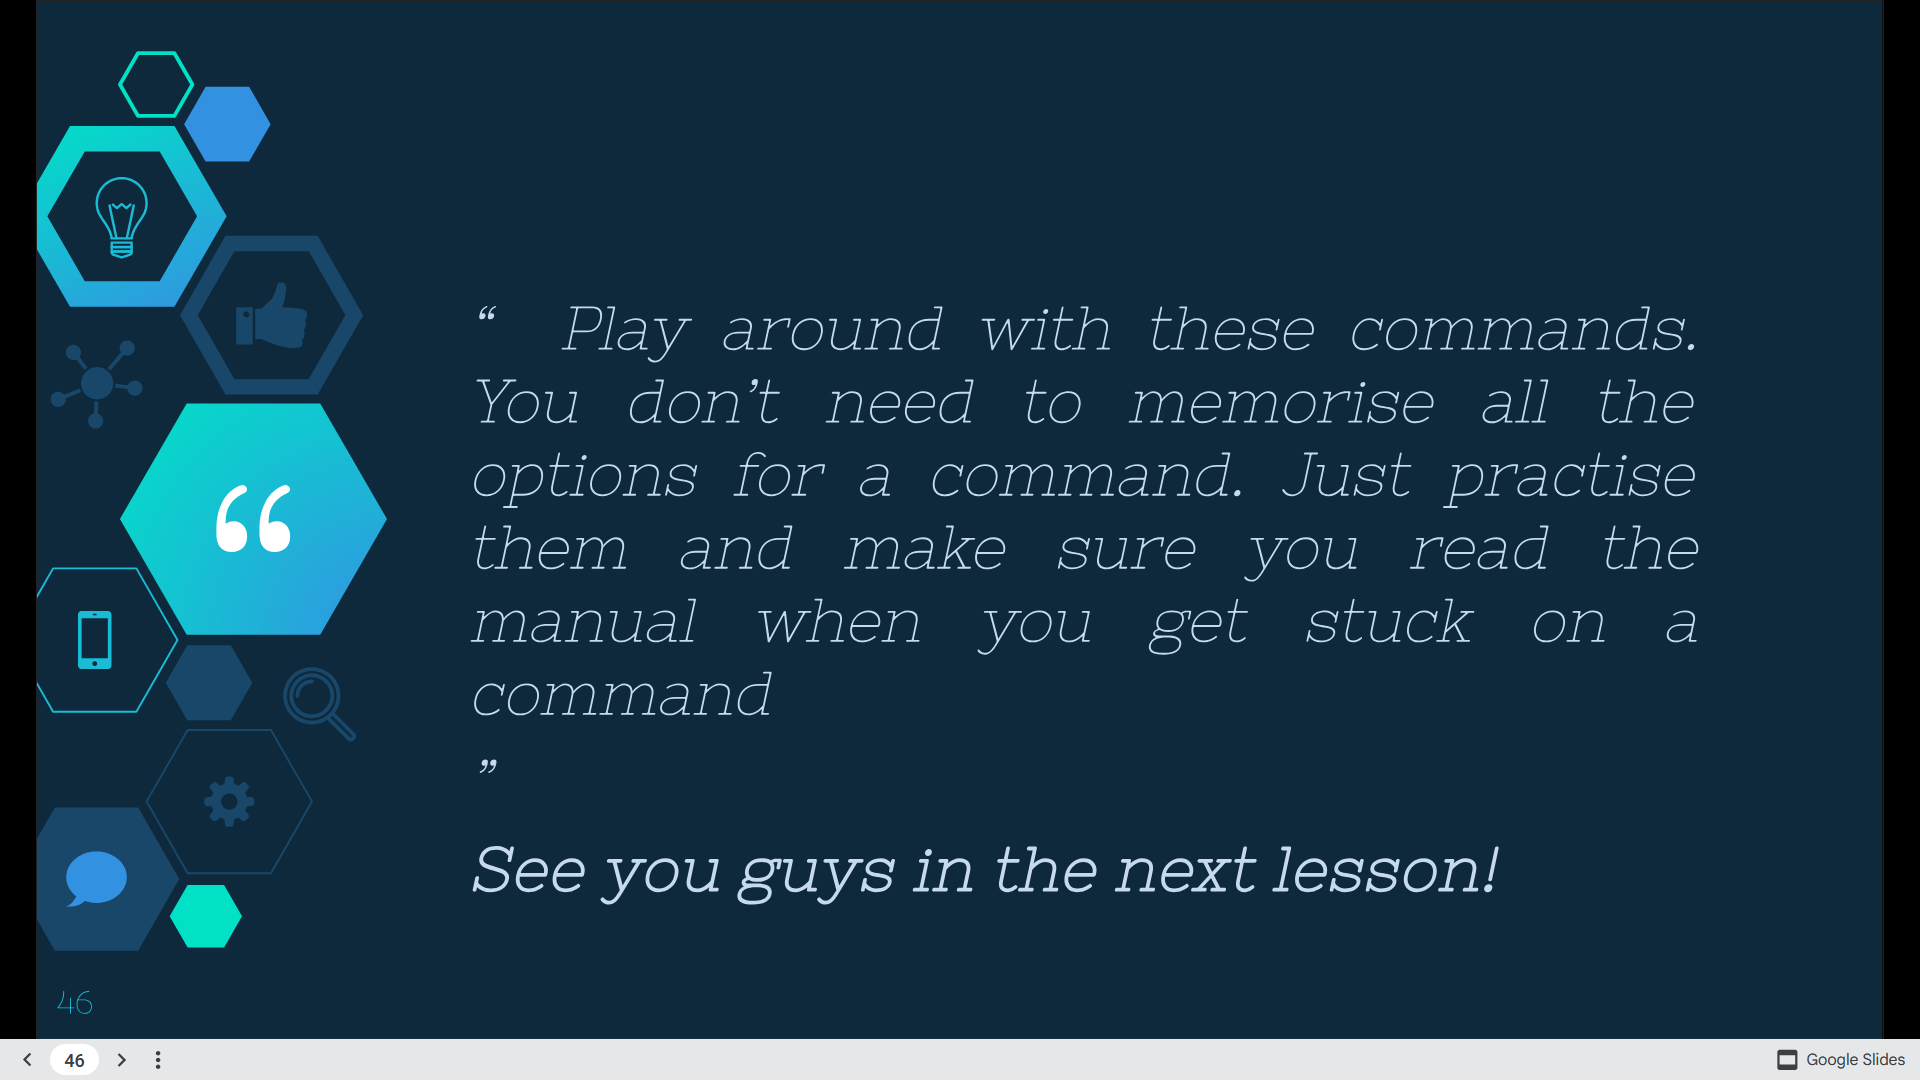 “ Play around with these commands.
You don’t need to memorise all the
options for a command. Just practise
them and make sure you read the
manual when you get stuck on a
command
”
See you guys in the next lesson!
46
46
Google Slides